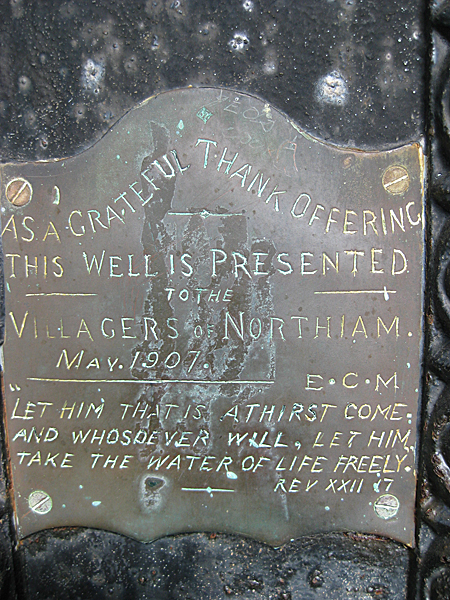 AS A GRATEFUL THANK OFFERING
THIS WELL IS PRESENTED
TO THE
VILLAGERS OF NORTHIAM.
MAY. 1907.
E·C·M
"LET HIM THAT IS ATHIRST COME:
AND WHOSOEVER WILL, LET HIM
TAKE THE WATER OF LIFE FREELY."
REV XXII 17